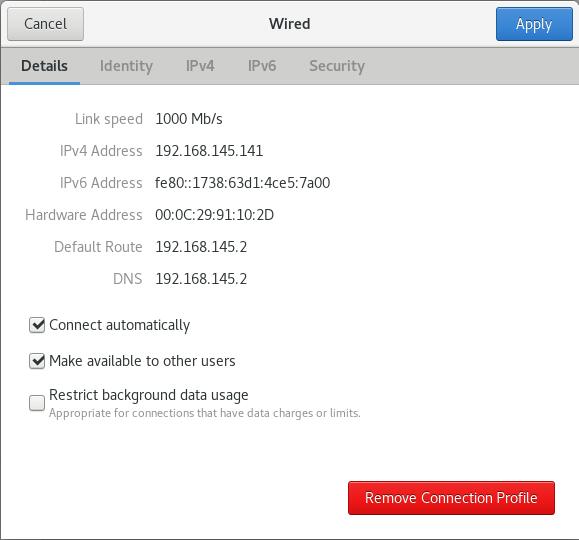 Cancel Wired Apply
Details Identity IPv4 IPv6 Security
Link speed 1000 Mb/s
IPv4 Address 192.168.145.141
IPv6 Address fe80::1738:63d1:4ce5:7a00
Hardware Address 00:0C:29:91:10:2D
Default Route 192.168.145.2
DNS 192.168.145.2
Connect automatically
Make available to other users
Restrict background data usage
Appropriate for connections that have data charges or limits.
Remove Connection Profile